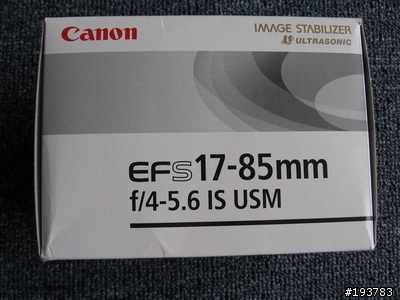 Canon
IMAGE STABILIZER
ULTRASONIC
EFS17-85mm
f/4-5.6 IS USM
#193783